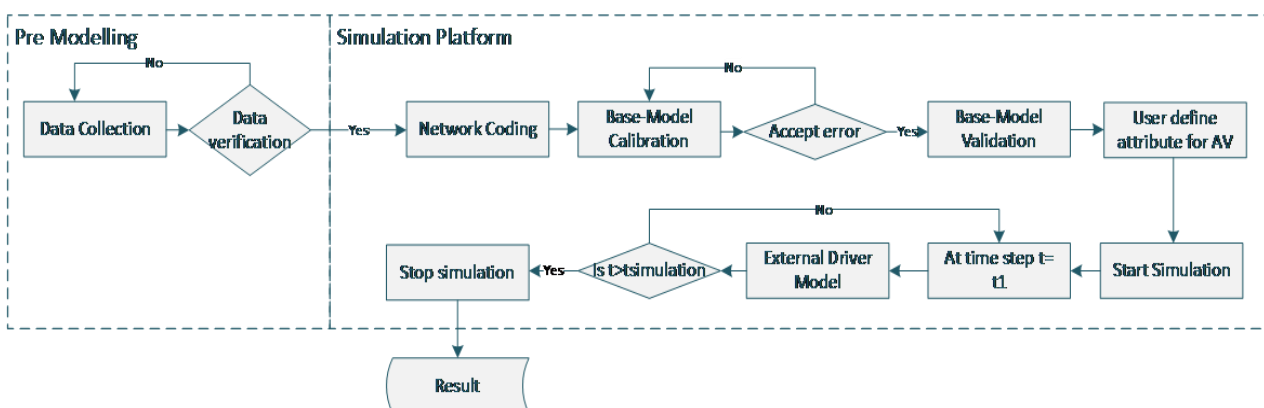 Pre Modelling
Simulation Platform
No
Data Collection
Data
verification
Yes
Network Coding
No
Base-Model
Calibration
Accept error
Yes
Base-Model
Validation
User define
attribute for AV
No
Stop simulation
Yes
Is t>tsimulation
External Driver
Model
At time step t=
t1
Start Simulation
Result